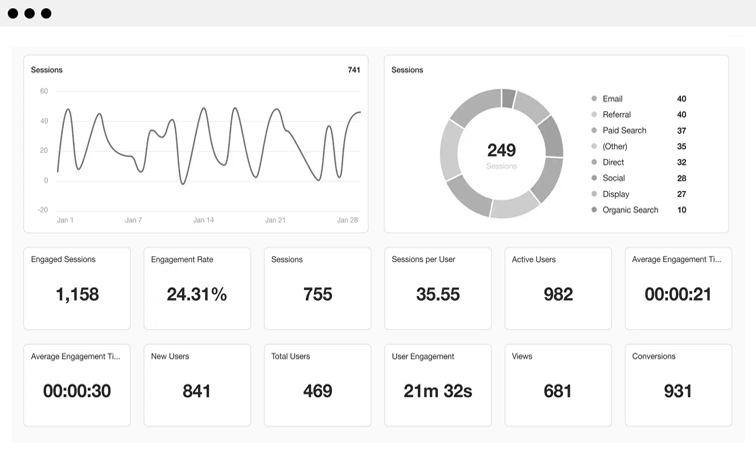 Sessions 741
60
40
20
0
-20
Jan 1 Jan 7 Jan 14 Jan 21 Jan 28
Sessions
249
Sessions
Email 40
Referral 40
Paid Search 37
(Other) 35
Direct 32
Social 28
Display 27
Organic Search 10
Engaged Sessions
1,158
Engagement Rate
24.31%
Sessions
755
Sessions per User
35.55
Active Users
982
Average Engagement Ti...
00:00:21
Average Engagement Ti...
00:00:30
New Users
841
Total Users
469
User Engagement
21m 32s
Views
681
Conversions
931